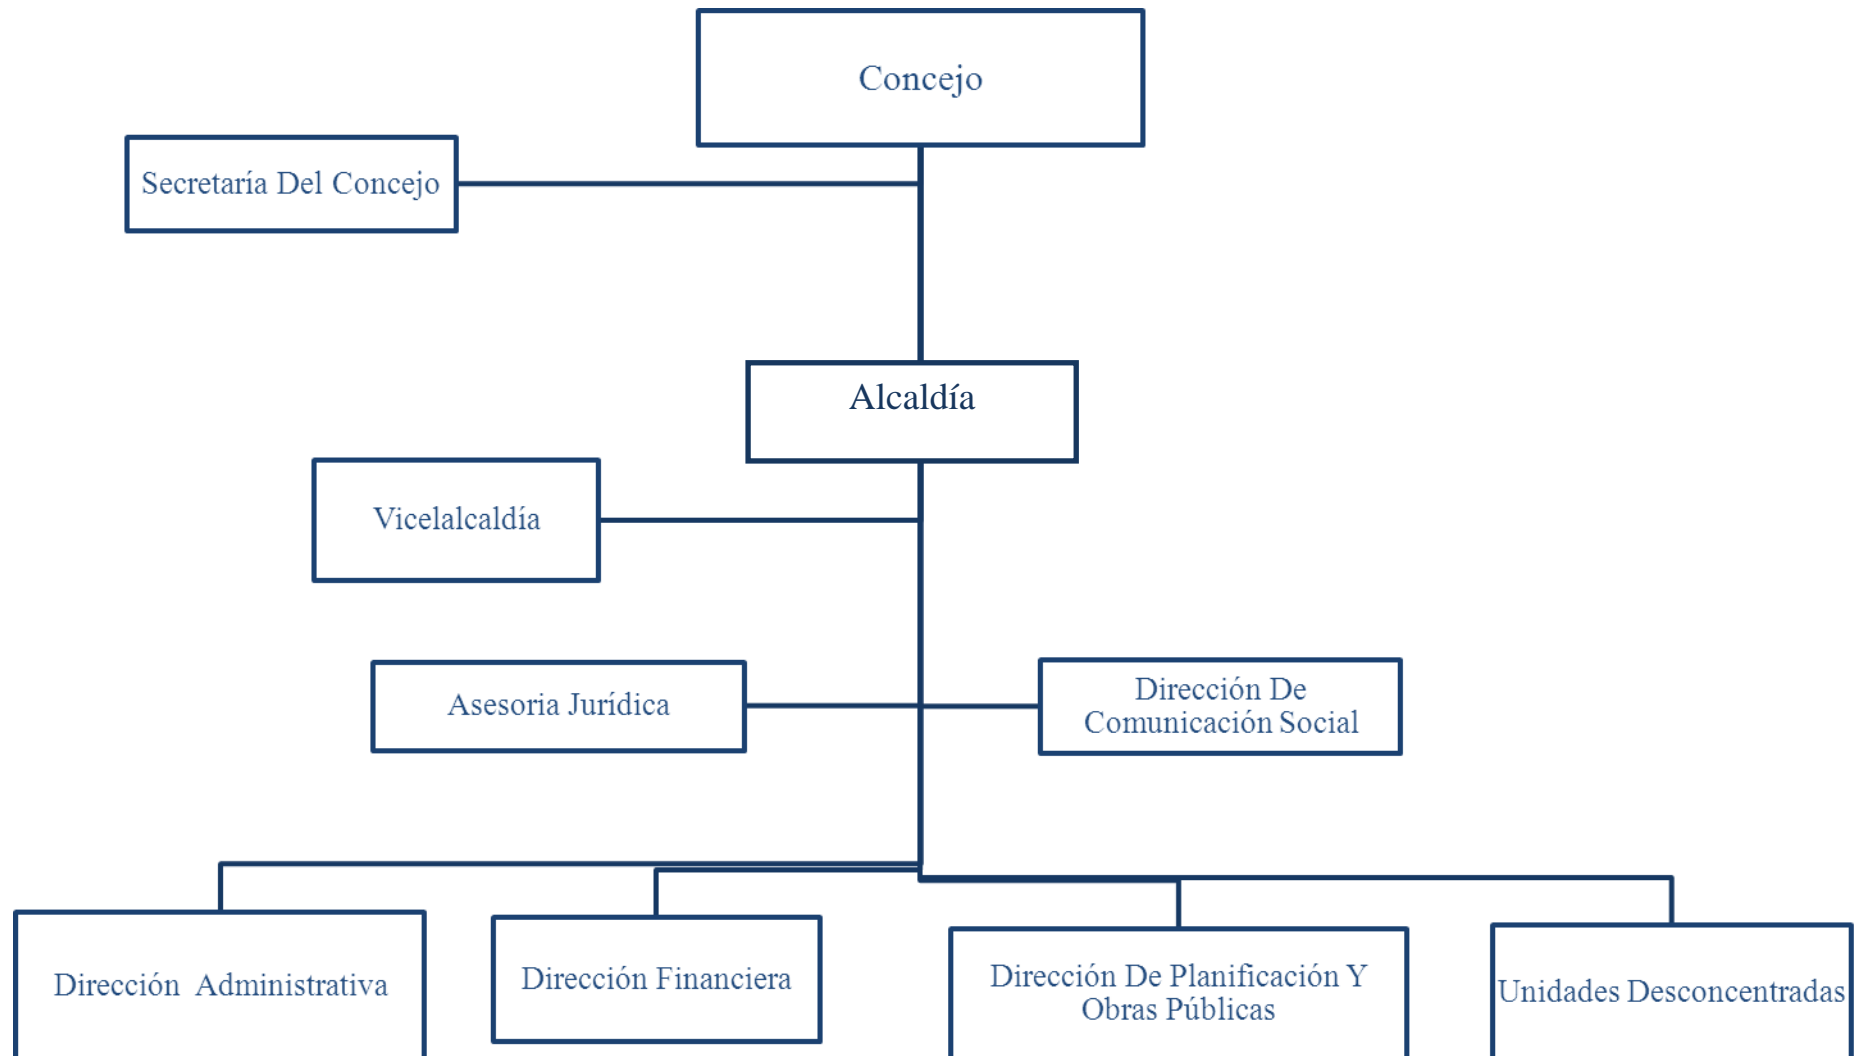 Concejo
Secretaría Del Concejo
Alcaldía
Vicelalcaldía
Asesoria Jurídica
Dirección De
Comunicación Social
Dirección Administrativa
Dirección Financiera
Dirección De Planificación Y
Obras Públicas
Unidades Desconcentradas